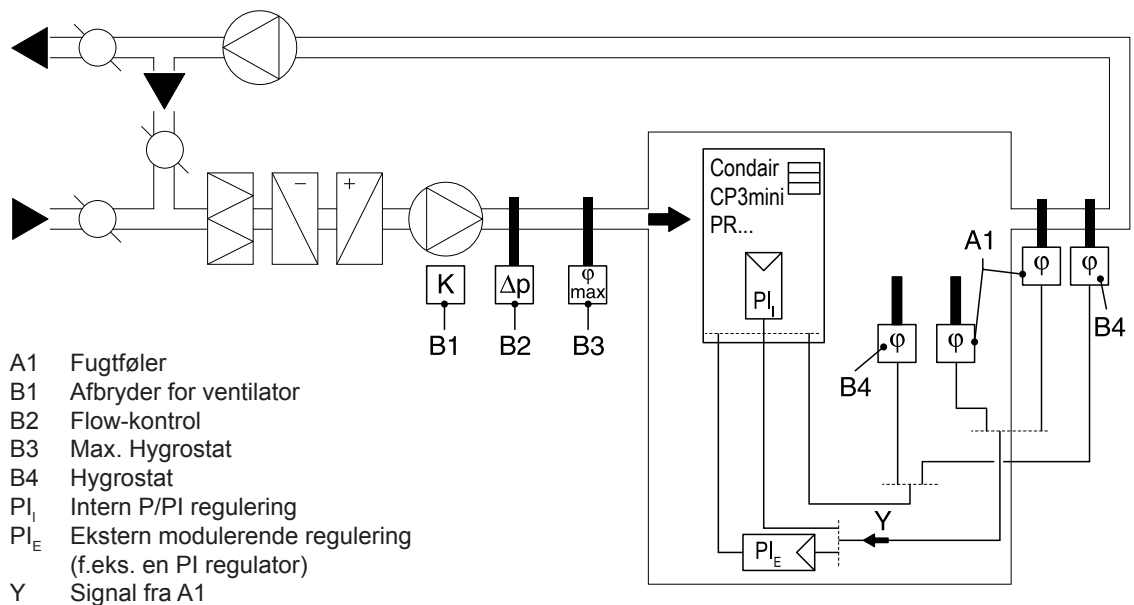 Condair
CP3mini
PR...
PI_I
− +
K Δp φ max
B1 B2 B3
A1
φ φ
B4
φ φ
B4
Y
PI_E
A1 Fugtføler
B1 Afbryder for ventilator
B2 Flow-kontrol
B3 Max. Hygrostat
B4 Hygrostat
PI_I Intern P/PI regulering
PI_E Ekstern modulerende regulering
(f.eks. en PI regulator)
Y Signal fra A1